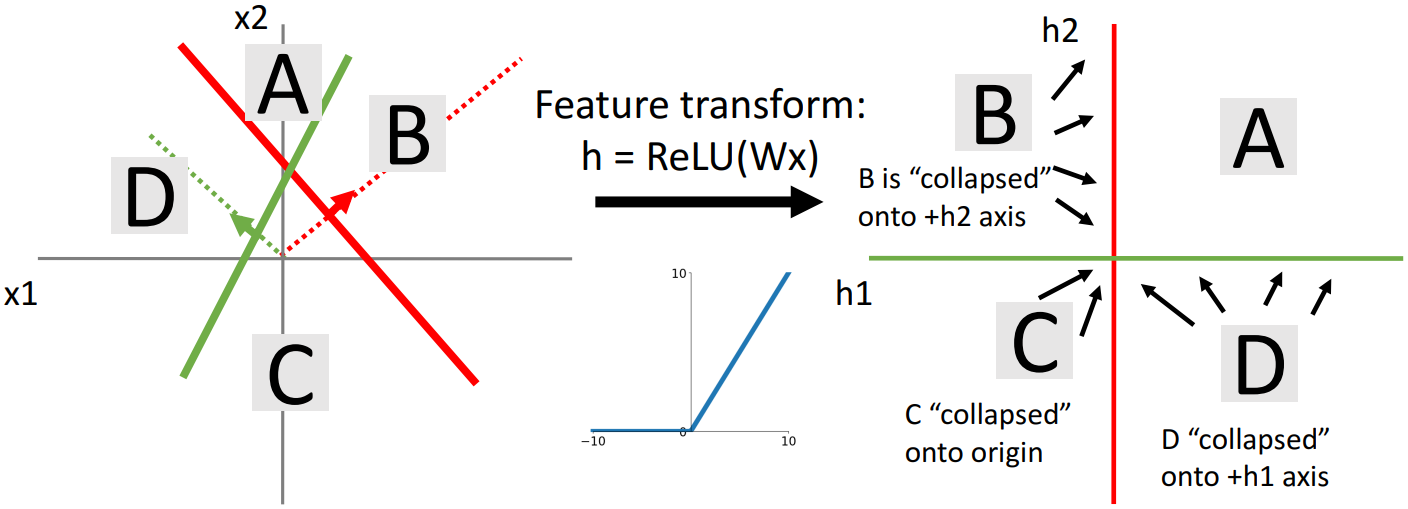 x2
A
B
D
C
x1
Feature transform:
h = ReLU(Wx)
10
0
−10
10
h2
B
A
B is “collapsed”
onto +h2 axis
h1
C
D
C “collapsed”
onto origin
D “collapsed”
onto +h1 axis